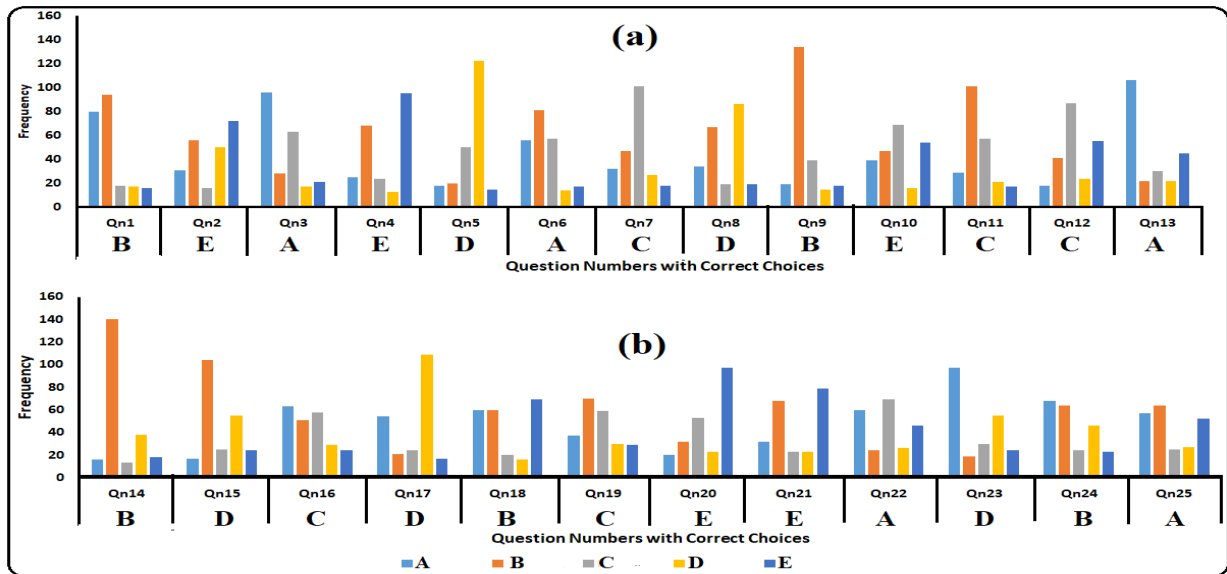 (a)
Frequency
160
140
120
100
80
60
40
20
0
Qn1 Qn2 Qn3 Qn4 Qn5 Qn6 Qn7 Qn8 Qn9 Qn10 Qn11 Qn12 Qn13
B E A E D A C D B E C C A
Question Numbers with Correct Choices
(b)
Frequency
160
140
120
100
80
60
40
20
0
Qn14 Qn15 Qn16 Qn17 Qn18 Qn19 Qn20 Qn21 Qn22 Qn23 Qn24 Qn25
B D C D B C E E A D B A
Question Numbers with Correct Choices
A B C D E